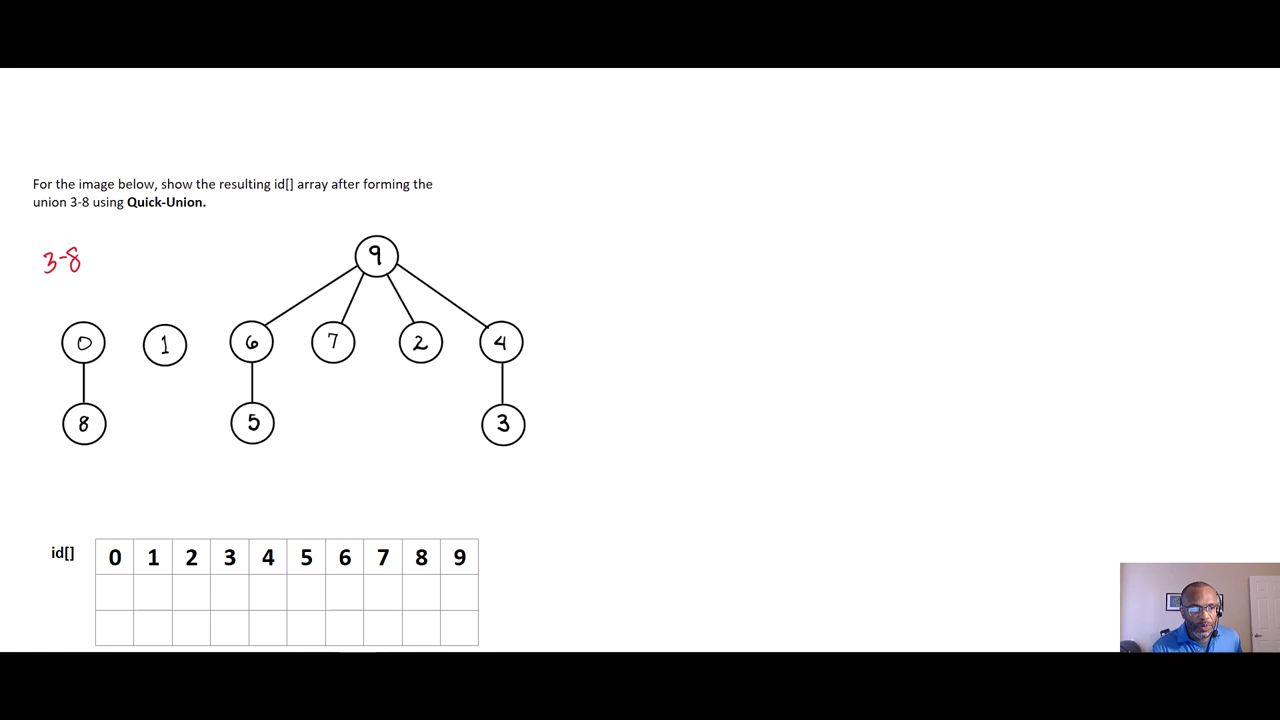 For the image below, show the resulting id[] array after forming the
union 3-8 using Quick-Union.
3-8
9
0 1 6 7 2 4
8 5 3
id[] 0 1 2 3 4 5 6 7 8 9